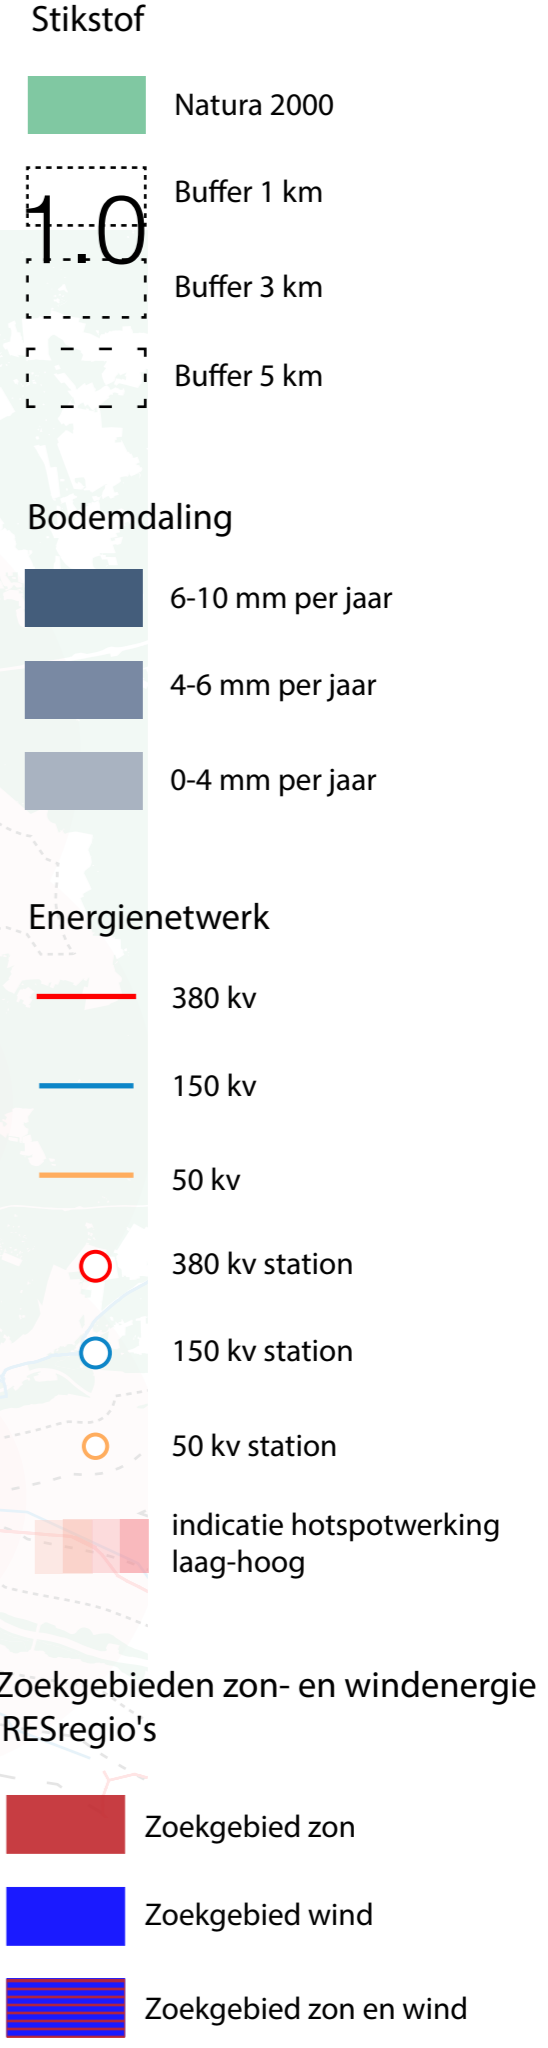 Stikstof
Natura 2000
Buffer 1 km
1.0
Buffer 3 km
Buffer 5 km
Bodemdaling
6-10 mm per jaar
4-6 mm per jaar
0-4 mm per jaar
Energienetwerk
380 kv
150 kv
50 kv
380 kv station
150 kv station
50 kv station
indicatie hotspotwerking
laag-hoog
Zoekgebieden zon- en windenergie
RESregio's
Zoekgebied zon
Zoekgebied wind
Zoekgebied zon en wind